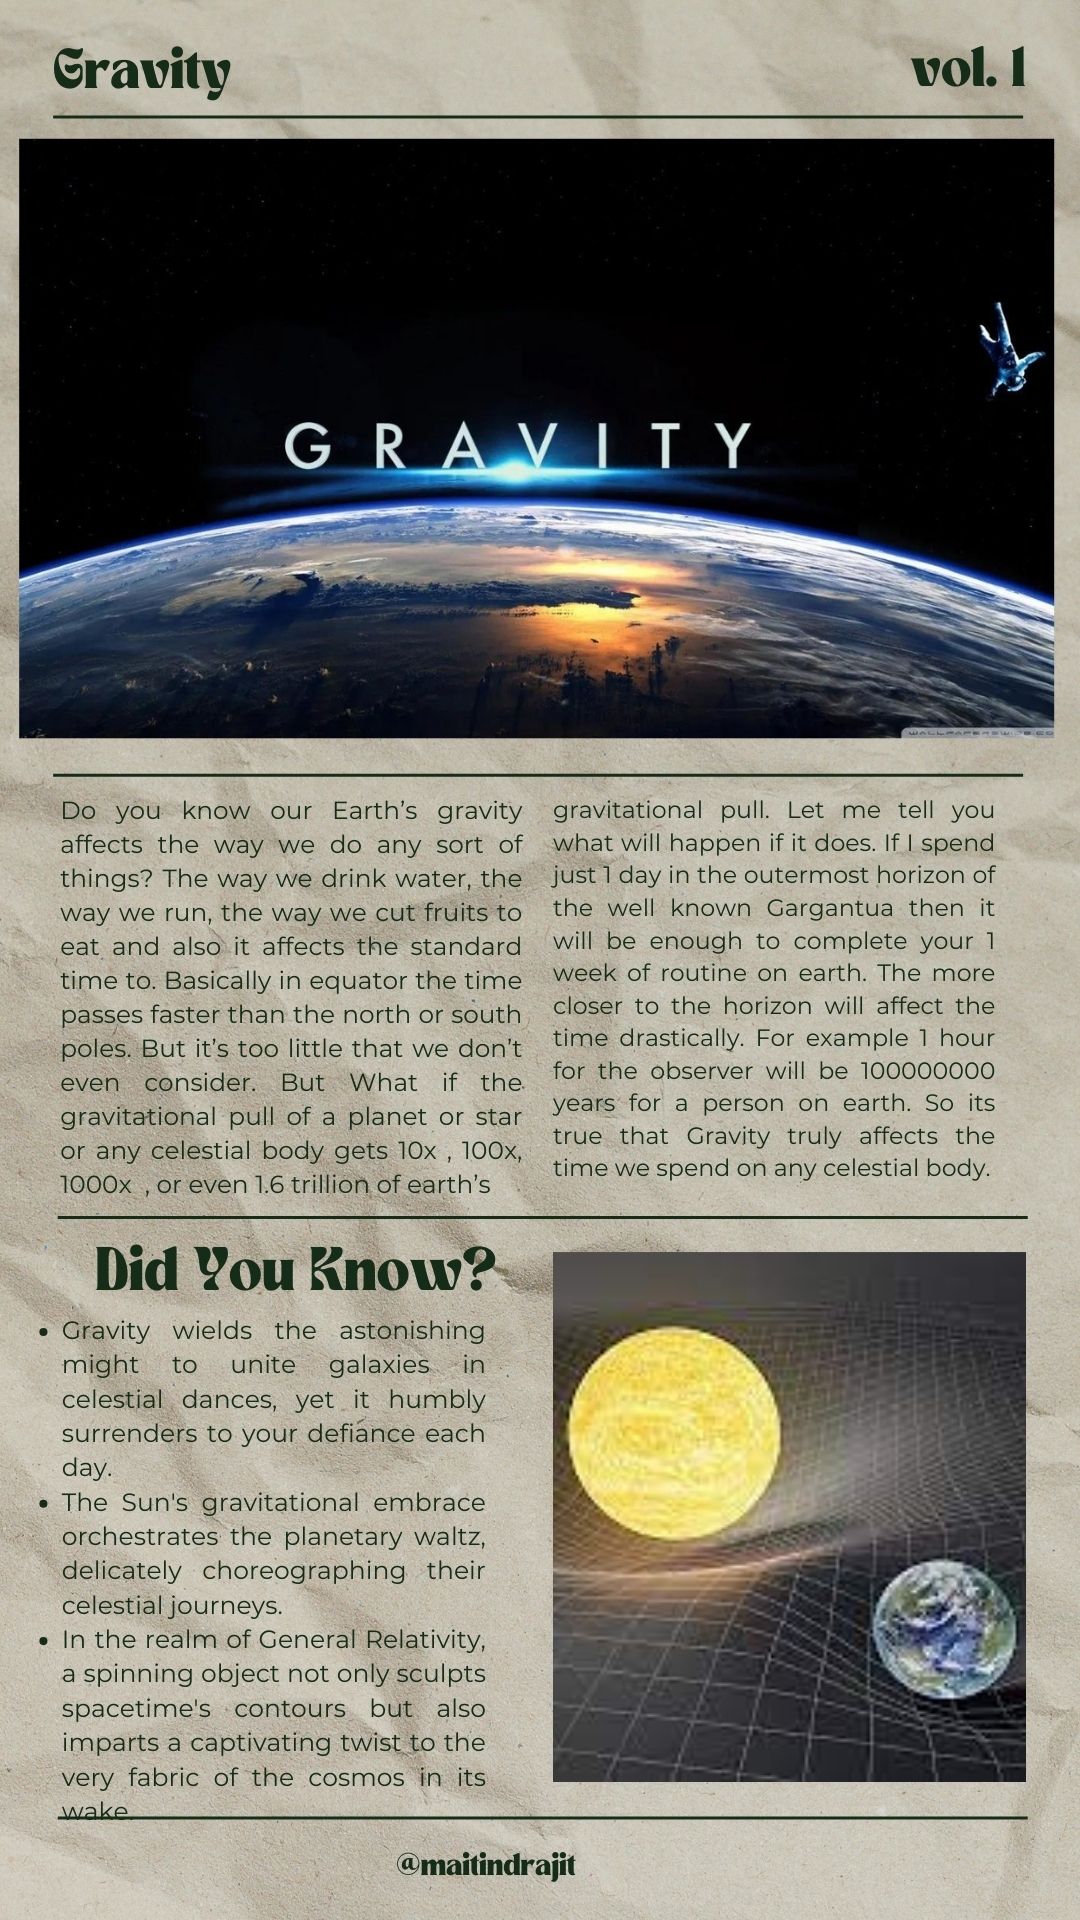 Gravity
vol. 1
GRAVITY
WALLPAPERSWIDE.CO
Do you know our Earth’s gravity
affects the way we do any sort of
things? The way we drink water, the
way we run, the way we cut fruits to
eat and also it affects the standard
time to. Basically in equator the time
passes faster than the north or south
poles. But it’s too little that we don’t
even consider. But What if the
gravitational pull of a planet or star
or any celestial body gets 10x , 100x,
1000x , or even 1.6 trillion of earth’s
gravitational pull. Let me tell you
what will happen if it does. If I spend
just 1 day in the outermost horizon of
the well known Gargantua then it
will be enough to complete your 1
week of routine on earth. The more
closer to the horizon will affect the
time drastically. For example 1 hour
for the observer will be 100000000
years for a person on earth. So its
true that Gravity truly affects the
time we spend on any celestial body.
Did You Know?
• Gravity wields the astonishing
might to unite galaxies in
celestial dances, yet it humbly
surrenders to your defiance each
day.
• The Sun's gravitational embrace
orchestrates the planetary waltz,
delicately choreographing their
celestial journeys.
• In the realm of General Relativity,
a spinning object not only sculpts
spacetime's contours but also
imparts a captivating twist to the
very fabric of the cosmos in its
wake.
@maitindrajit